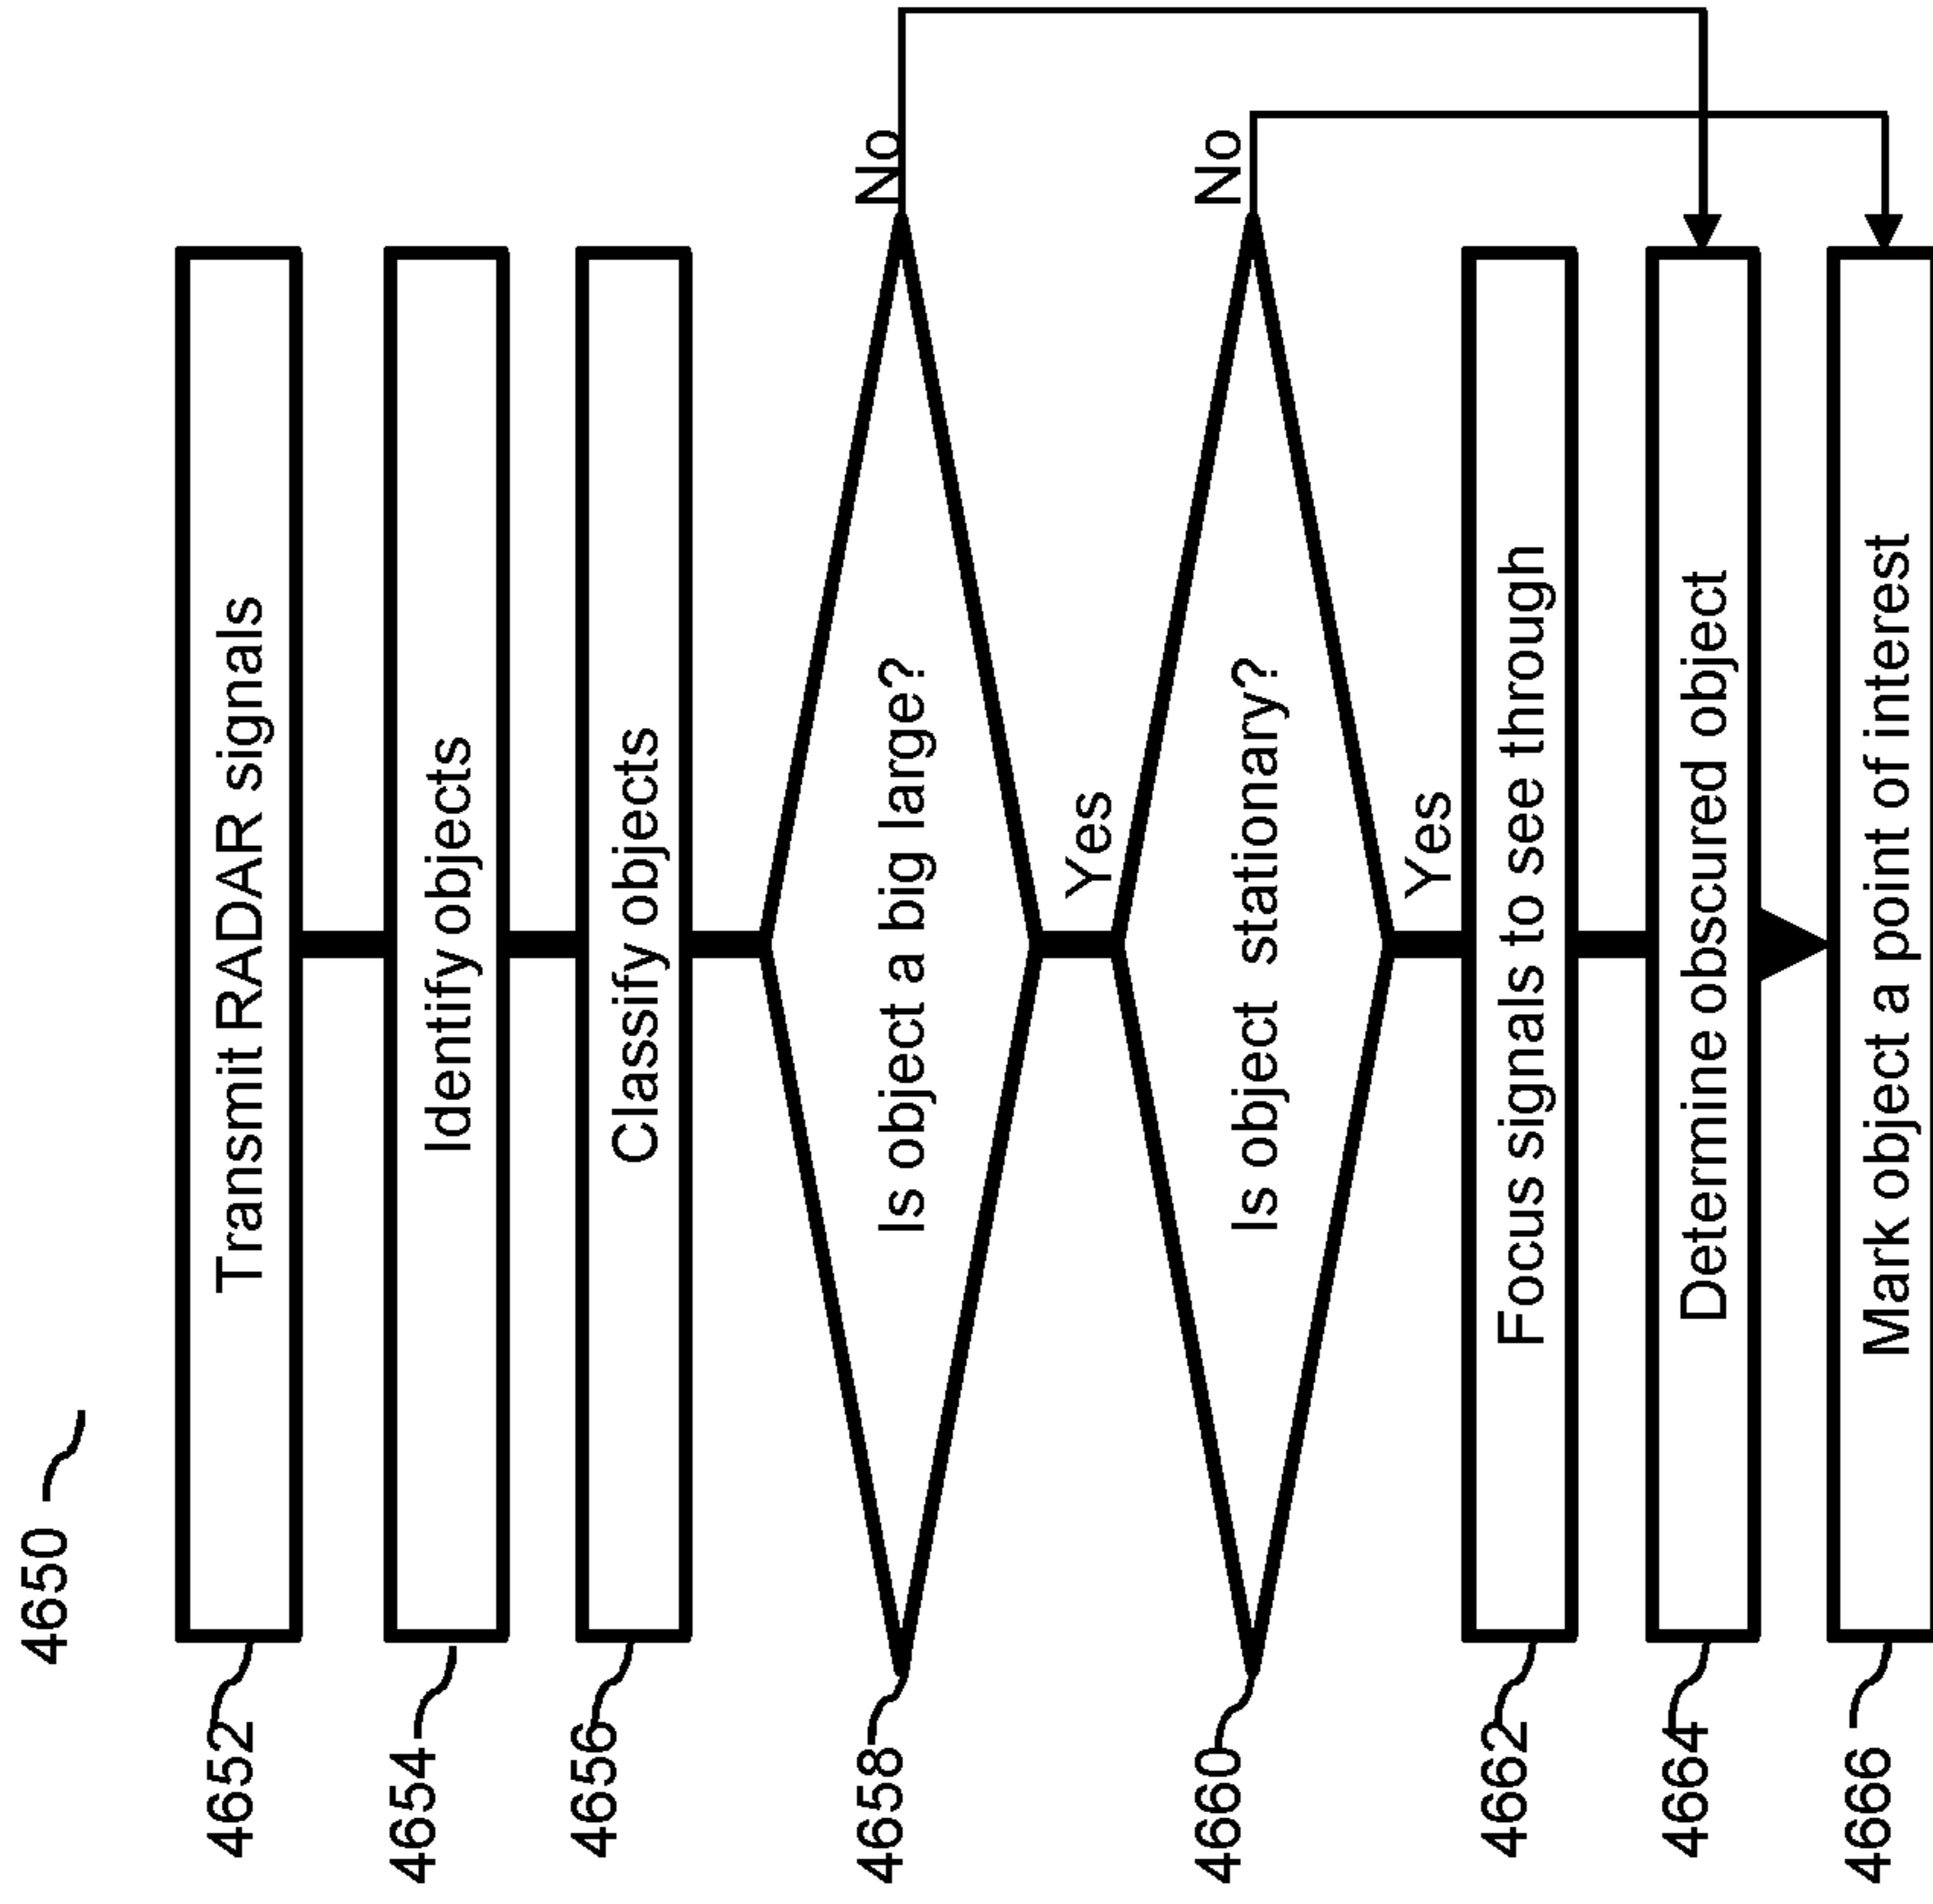 4650
4652
Transmit RADAR signals
4654
Identify objects
4656
Classify objects
4658
Is object a big large?
No
Yes
4660
Is object stationary?
No
Yes
4662
Focus signals to see through
4664
Determine obscured object
4666
Mark object a point of interest